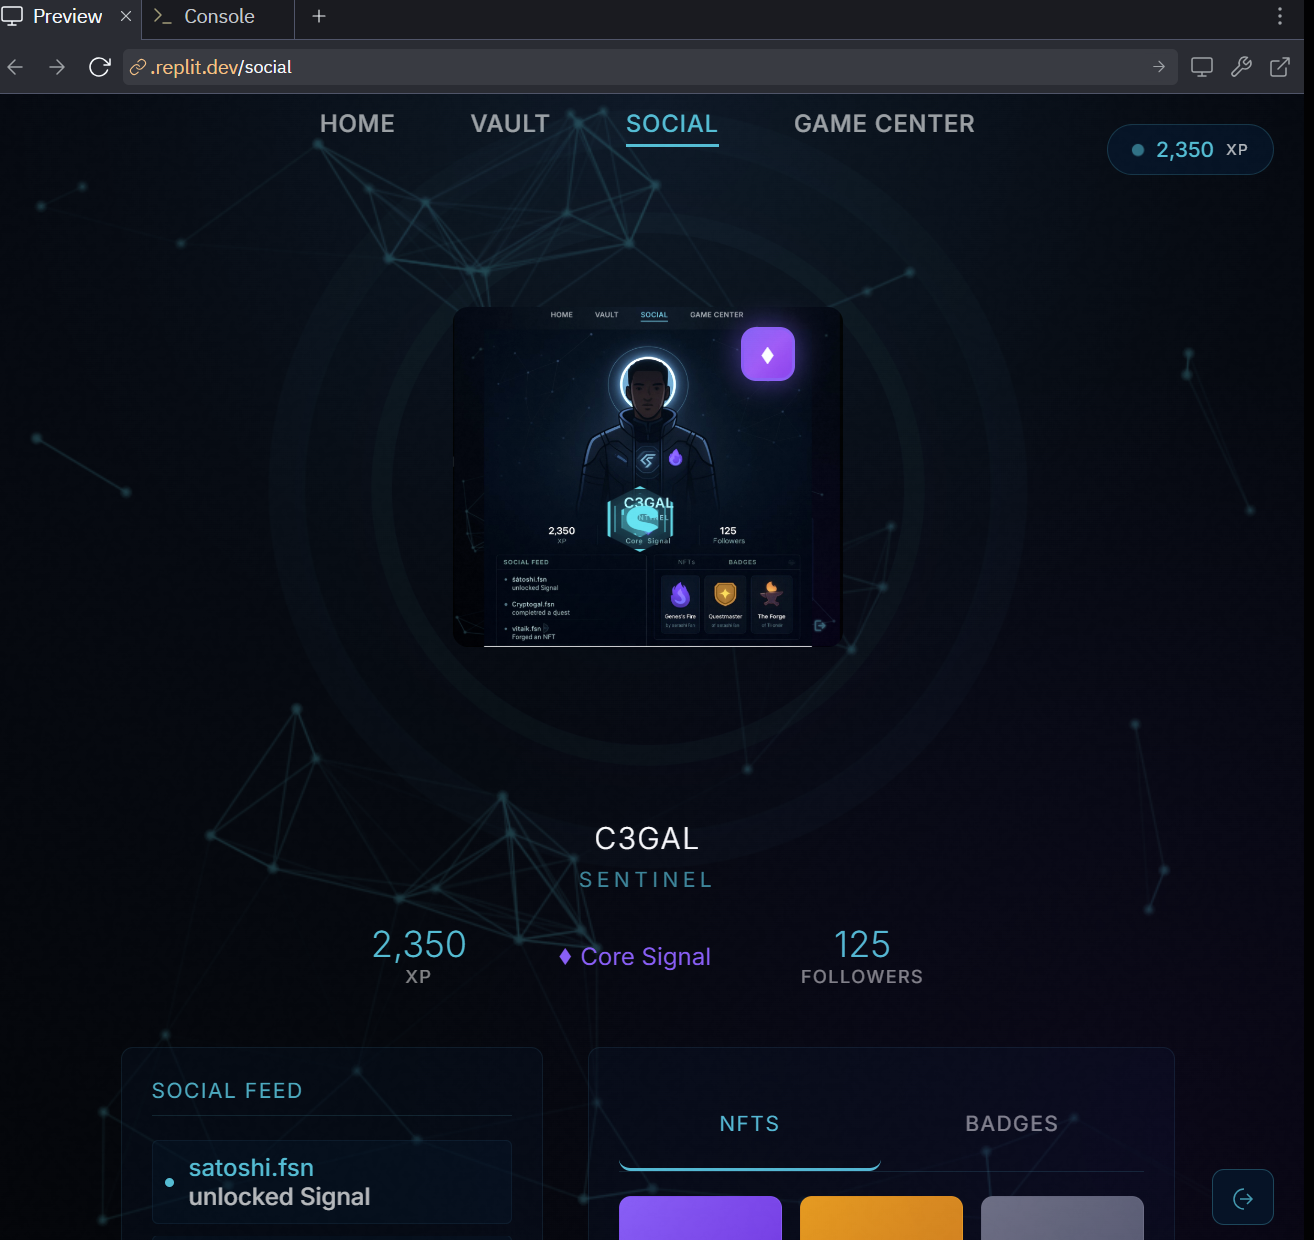 Preview
Console
.replit.dev/social
HOME VAULT SOCIAL GAME CENTER
2,350 XP
HOME VAULT SOCIAL GAME CENTER
C3GAL
2,350
XP
Core Signal
125
Followers
SOCIAL FEED
NFTs BADGES
satoshi.fsn
unlocked Signal
Cryptogal.fsn
completed a quest
vitaik.fsn
Forged an NFT
Genes's Fire
Questmaster
The Forge
C3GAL
SENTINEL
2,350
XP
Core Signal
125
FOLLOWERS
SOCIAL FEED
satoshi.fsn
unlocked Signal
NFTS BADGES